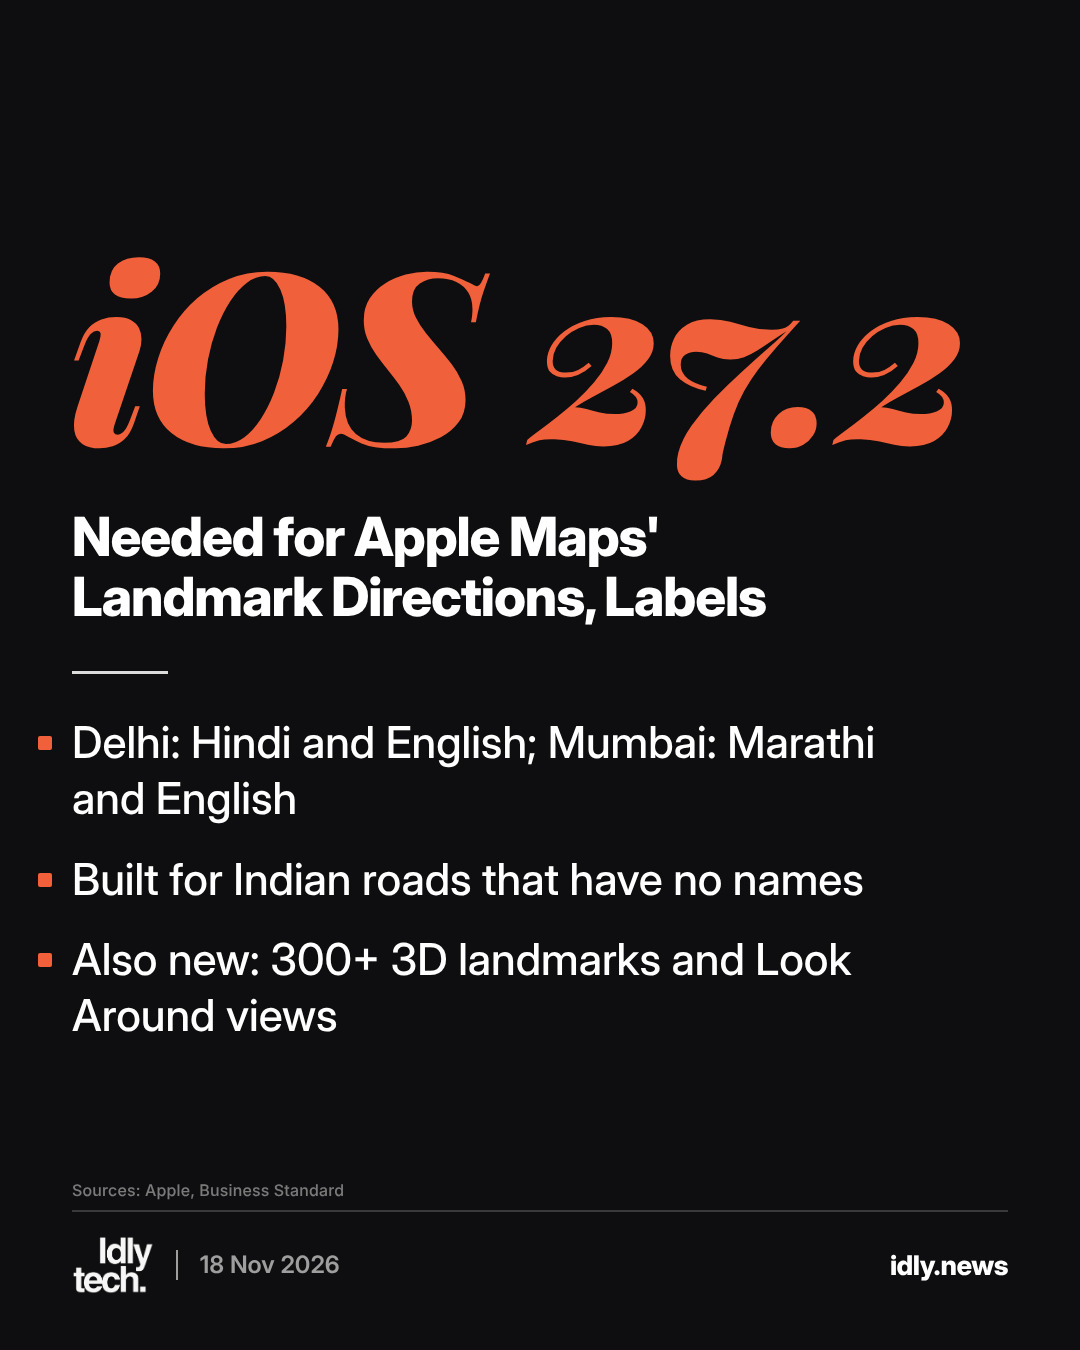 iOS 27.2
Needed for Apple Maps'
Landmark Directions, Labels
Delhi: Hindi and English; Mumbai: Marathi
and English
Built for Indian roads that have no names
Also new: 300+ 3D landmarks and Look
Around views
Sources: Apple, Business Standard
Idly
tech.
18 Nov 2026
idly.news